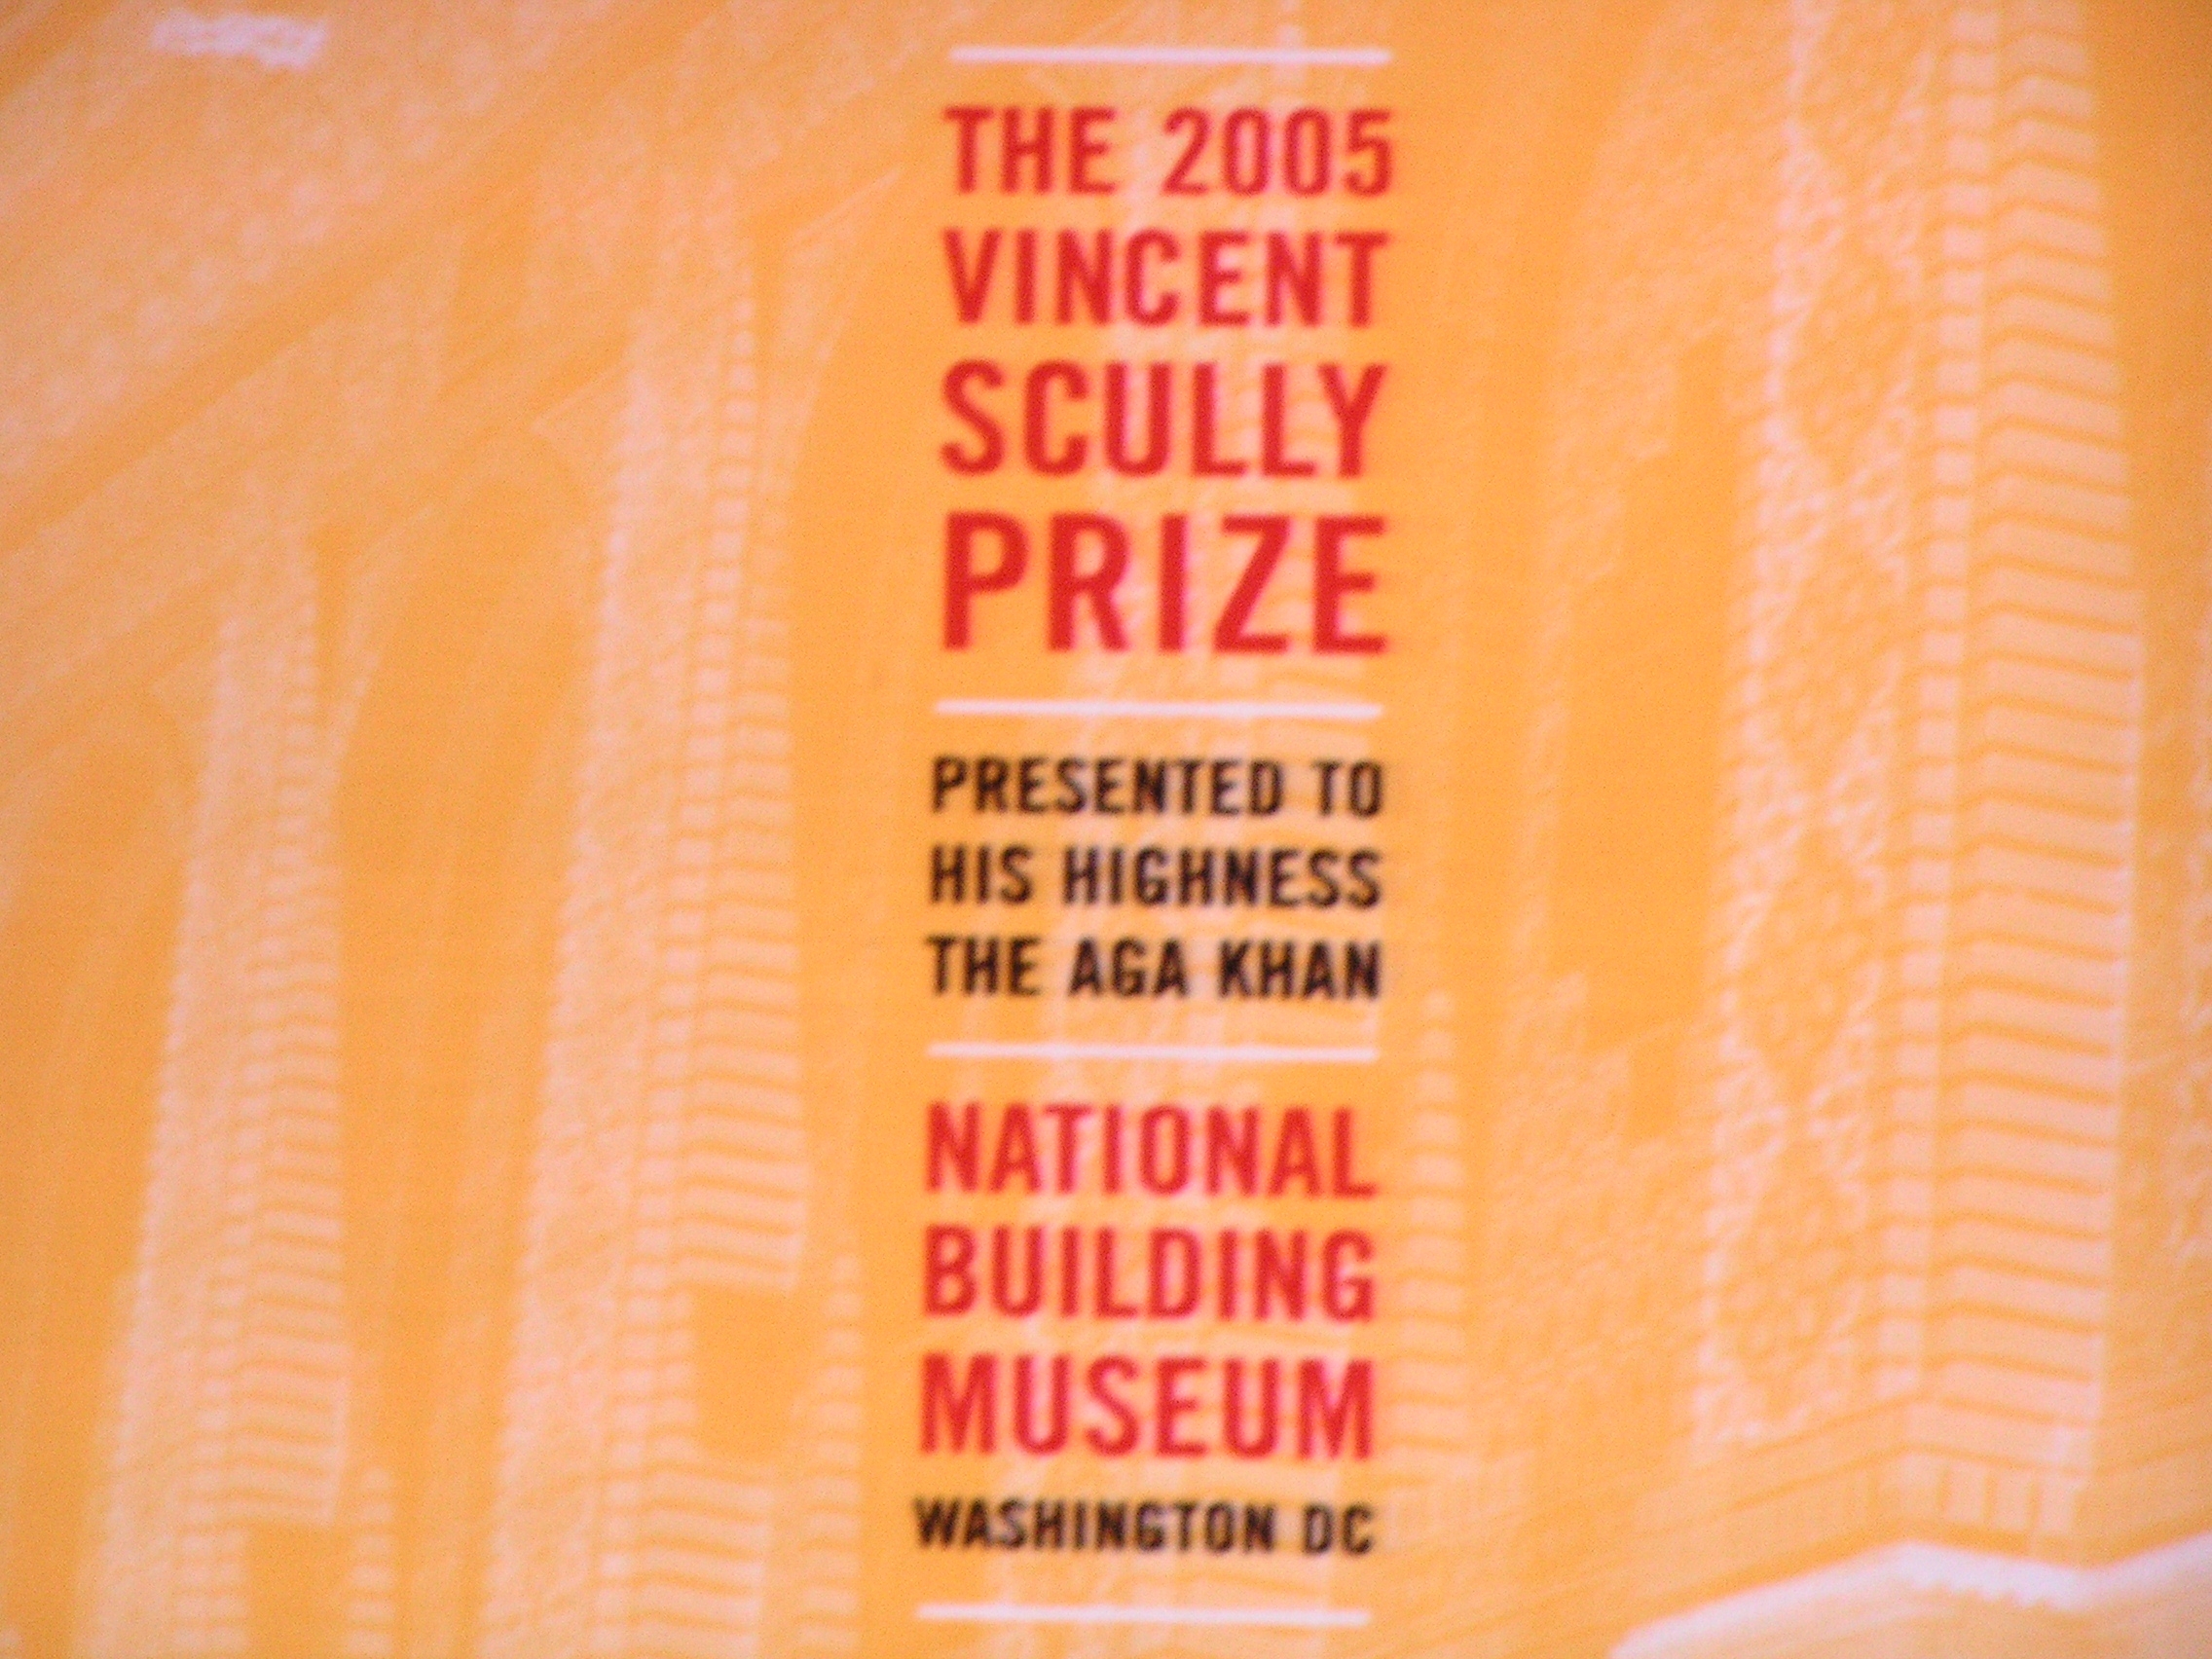 THE 2005
VINCENT
SCULLY
PRIZE
PRESENTED TO
HIS HIGHNESS
THE AGA KHAN
NATIONAL
BUILDING
MUSEUM
WASHINGTON DC